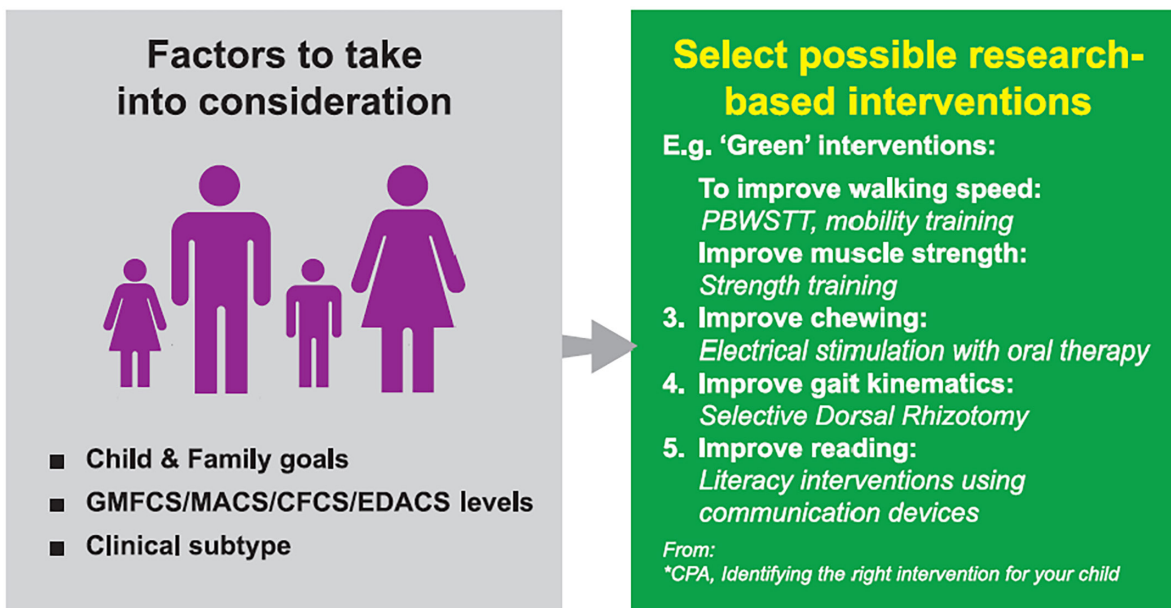 Factors to take
into consideration
■ Child & Family goals
■ GMFCS/MACS/CFCS/EDACS levels
■ Clinical subtype
Select possible research-
based interventions
E.g. ‘Green’ interventions:
To improve walking speed:
PBWSTT, mobility training
Improve muscle strength:
Strength training
3. Improve chewing:
Electrical stimulation with oral therapy
4. Improve gait kinematics:
Selective Dorsal Rhizotomy
5. Improve reading:
Literacy interventions using
communication devices
From:
*CPA, Identifying the right intervention for your child